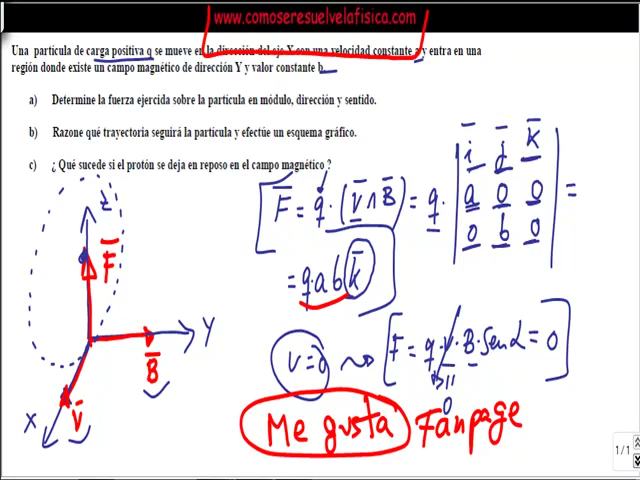 www.comoseresuelvelafisica.com
Una partícula de carga positiva q se mueve en la dirección del eje X con una velocidad constante a y entra en una
región donde existe un campo magnético de dirección Y y valor constante b.
a) Determine la fuerza ejercida sobre la partícula en módulo, dirección y sentido.
b) Razone qué trayectoria seguirá la partícula y efectúe un esquema gráfico.
c) ¿ Qué sucede si el protón se deja en reposo en el campo magnético ?
i̅ j̅ k̅
F̅ = q · (V̅ ∧ B̅) = q · | a 0 0 | =
0 b 0
= q · a b k̅
Z
F̅
Y
B̅
X
V̅
V = 0 ⇝ [F = q · v · B · sen α = 0]
0
Me gusta Fanpage
1/1